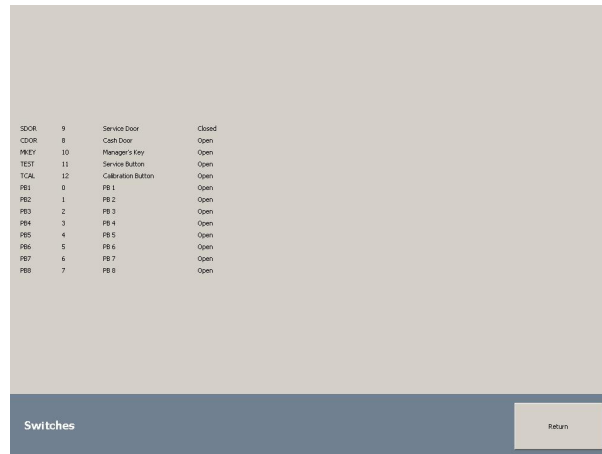 SDOR 9 Service Door Closed
CDOR 8 Cash Door Open
MKEY 10 Manager's Key Open
TEST 11 Service Button Open
TCAL 12 Calibration Button Open
PB1 0 PB 1 Open
PB2 1 PB 2 Open
PB3 2 PB 3 Open
PB4 3 PB 4 Open
PB5 4 PB 5 Open
PB6 5 PB 6 Open
PB7 6 PB 7 Open
PB8 7 PB 8 Open
Switches
Return